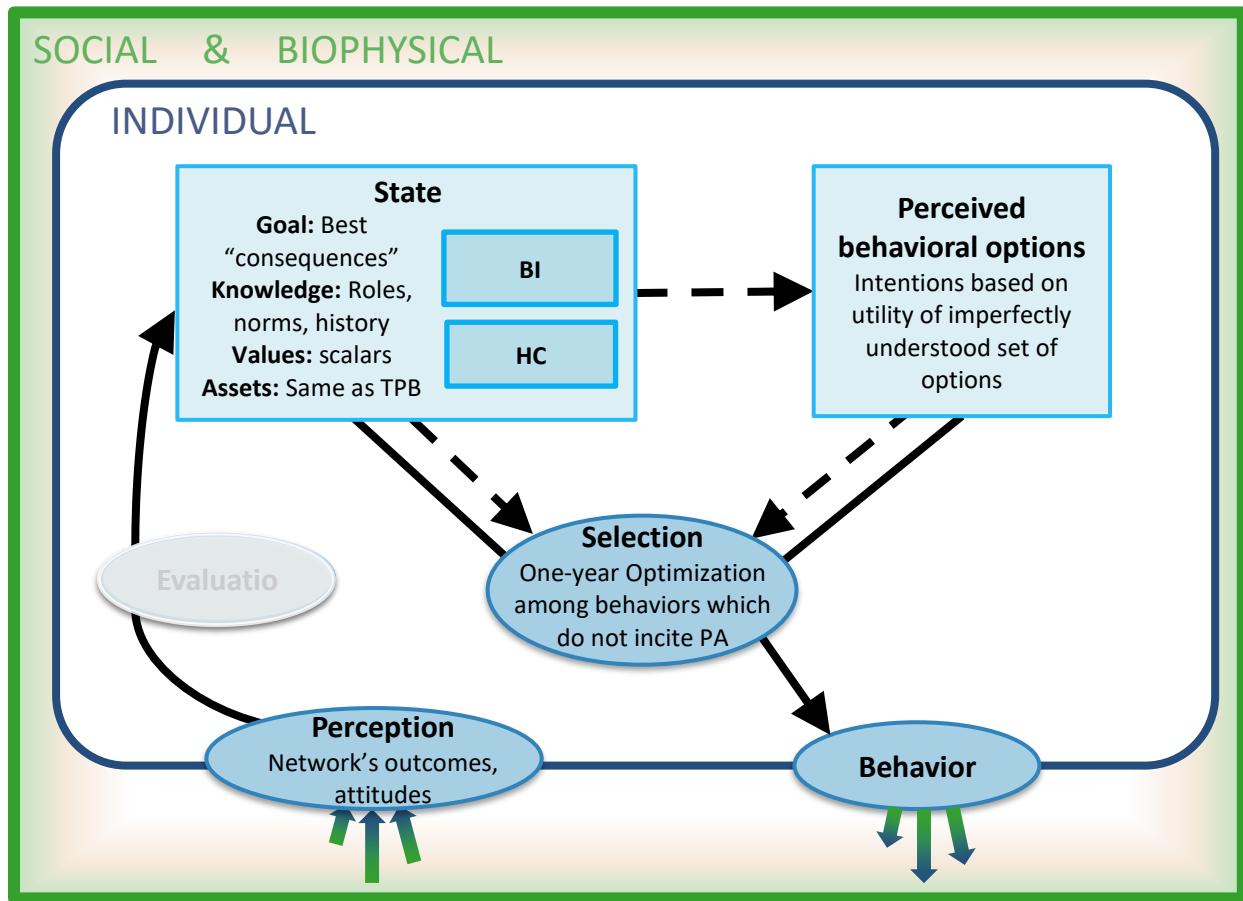 SOCIAL & BIOPHYSICAL
INDIVIDUAL
State
Goal: Best
“consequences”
Knowledge: Roles,
norms, history
Values: scalars
Assets: Same as TPB
BI
HC
Perceived
behavioral options
Intentions based on
utility of imperfectly
understood set of
options
Evaluatio
Selection
One-year Optimization
among behaviors which
do not incite PA
Perception
Network’s outcomes,
attitudes
Behavior